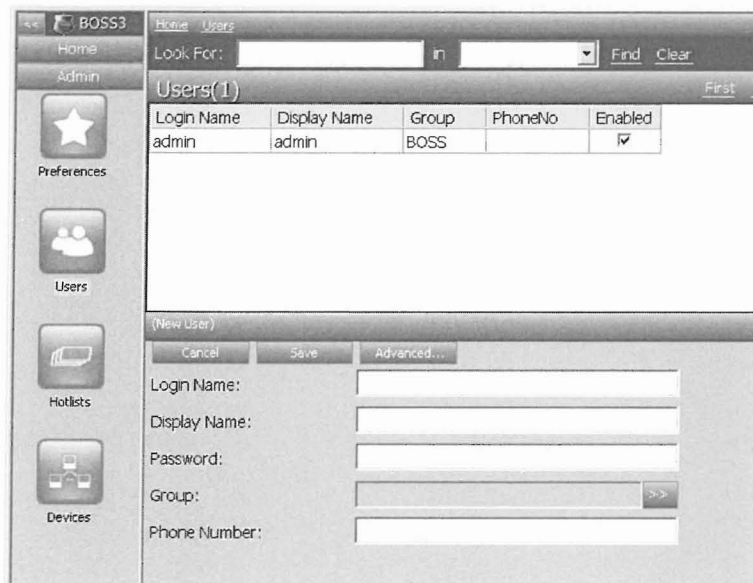 << BOSS3
Home
Admin
Preferences
Users
Hotlists
Devices
Home Users
Look For: in Find Clear
Users(1) First
Login Name Display Name Group PhoneNo Enabled
admin admin BOSS
(New User)
Cancel Save Advanced...
Login Name:
Display Name:
Password:
Group: >>
Phone Number: